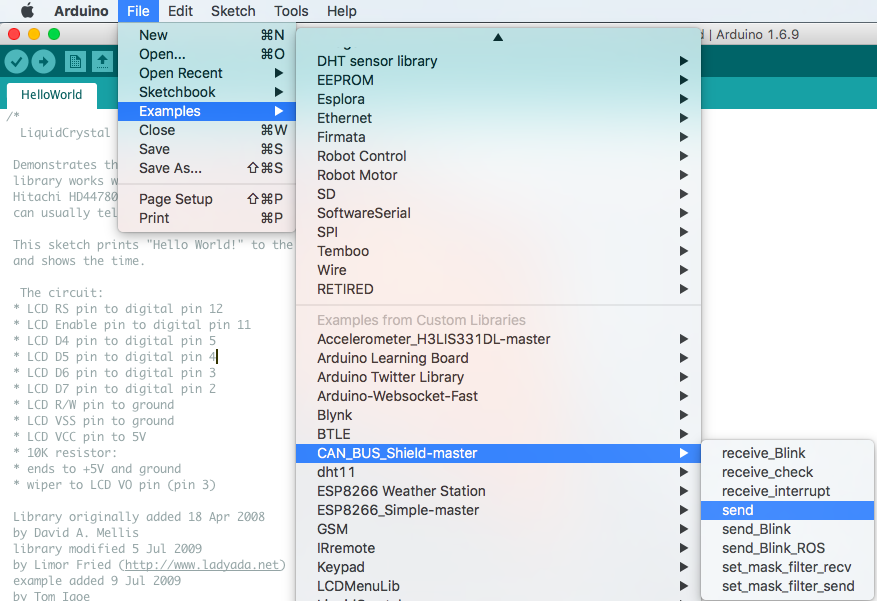 Arduino File Edit Sketch Tools Help
| Arduino 1.6.9
New ⌘N
Open... ⌘O
Open Recent
Sketchbook
Examples
Close ⌘W
Save ⌘S
Save As... ⇧⌘S
Page Setup ⇧⌘P
Print ⌘P
DHT sensor library
EEPROM
Esplora
Ethernet
Firmata
Robot Control
Robot Motor
SD
SoftwareSerial
SPI
Temboo
Wire
RETIRED
Examples from Custom Libraries
Accelerometer_H3LIS331DL-master
Arduino Learning Board
Arduino Twitter Library
Arduino-Websocket-Fast
Blynk
BTLE
CAN_BUS_Shield-master
dht11
ESP8266 Weather Station
ESP8266_Simple-master
GSM
IRremote
Keypad
LCDMenuLib
receive_Blink
receive_check
receive_interrupt
send
send_Blink
send_Blink_ROS
set_mask_filter_recv
set_mask_filter_send
HelloWorld
/*
LiquidCrystal
Demonstrates th
library works w
Hitachi HD44780
can usually tel
This sketch prints "Hello World!" to the
and shows the time.
The circuit:
* LCD RS pin to digital pin 12
* LCD Enable pin to digital pin 11
* LCD D4 pin to digital pin 5
* LCD D5 pin to digital pin 4
* LCD D6 pin to digital pin 3
* LCD D7 pin to digital pin 2
* LCD R/W pin to ground
* LCD VSS pin to ground
* LCD VCC pin to 5V
* 10K resistor:
* ends to +5V and ground
* wiper to LCD VO pin (pin 3)
Library originally added 18 Apr 2008
by David A. Mellis
library modified 5 Jul 2009
by Limor Fried (http://www.ladyada.net)
example added 9 Jul 2009
by Tom Igoe